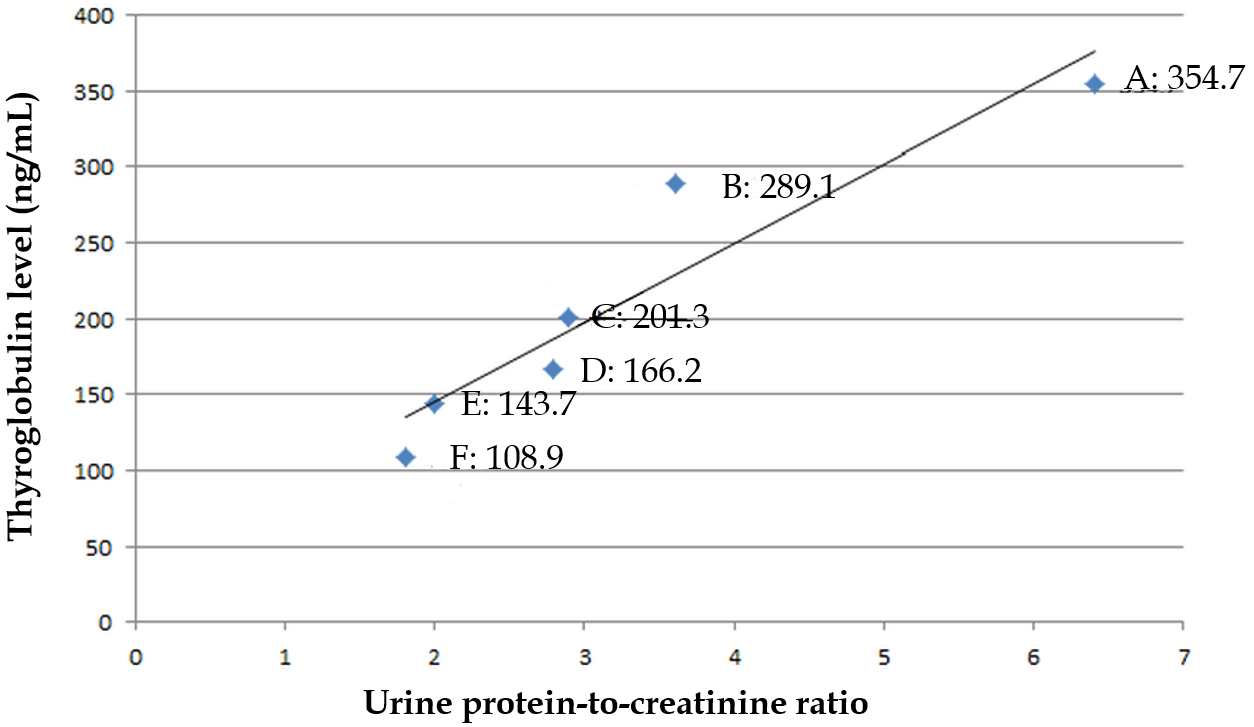 400
350
300
250
200
150
100
50
0
Thyroglobulin level (ng/mL)
A: 354.7
B: 289.1
C: 201.3
D: 166.2
E: 143.7
F: 108.9
0 1 2 3 4 5 6 7
Urine protein-to-creatinine ratio